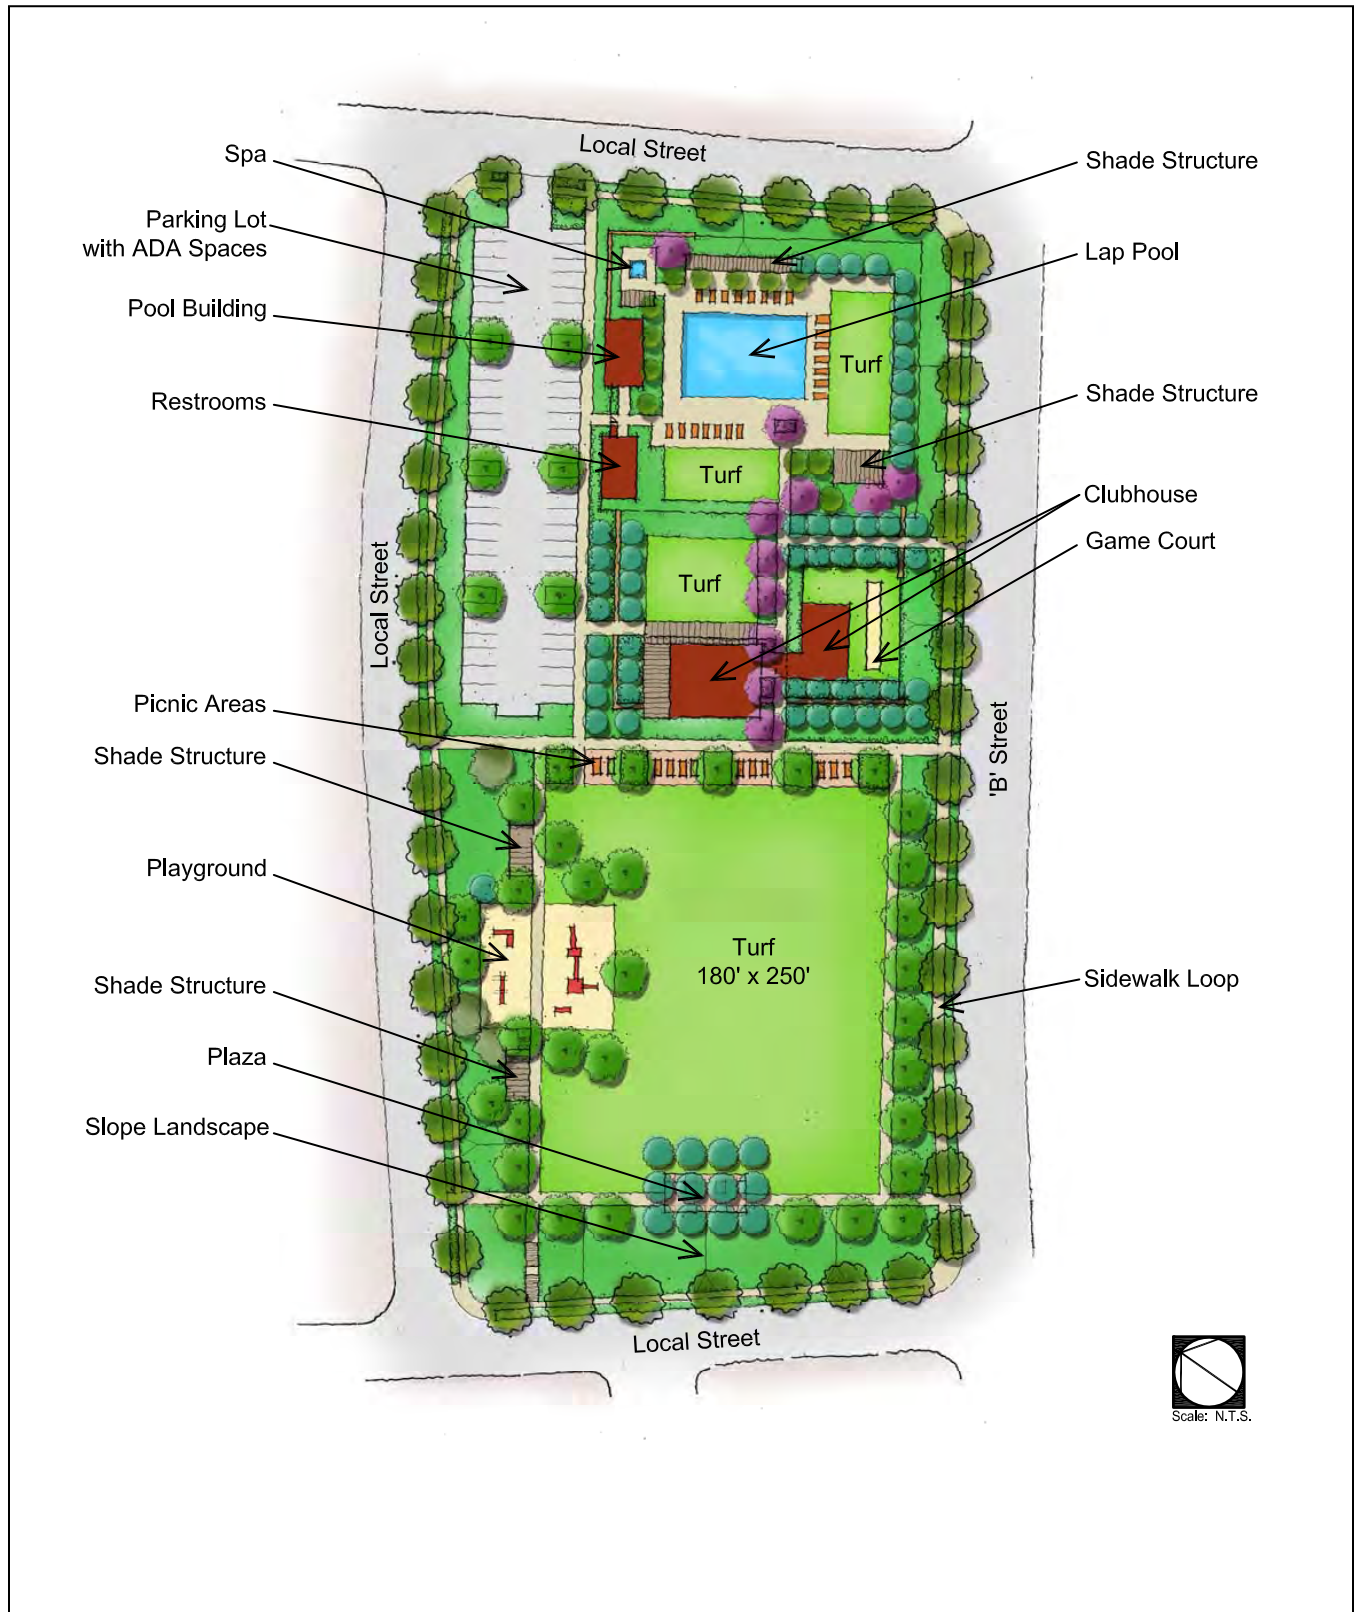 Local Street
Spa
Shade Structure
Parking Lot
with ADA Spaces
Lap Pool
Pool Building
Turf
Restrooms
Shade Structure
Turf
Clubhouse
Game Court
Local Street
Turf
Picnic Areas
'B' Street
Shade Structure
Playground
Turf
180' x 250'
Shade Structure
Sidewalk Loop
Plaza
Slope Landscape
Local Street
Scale: N.T.S.